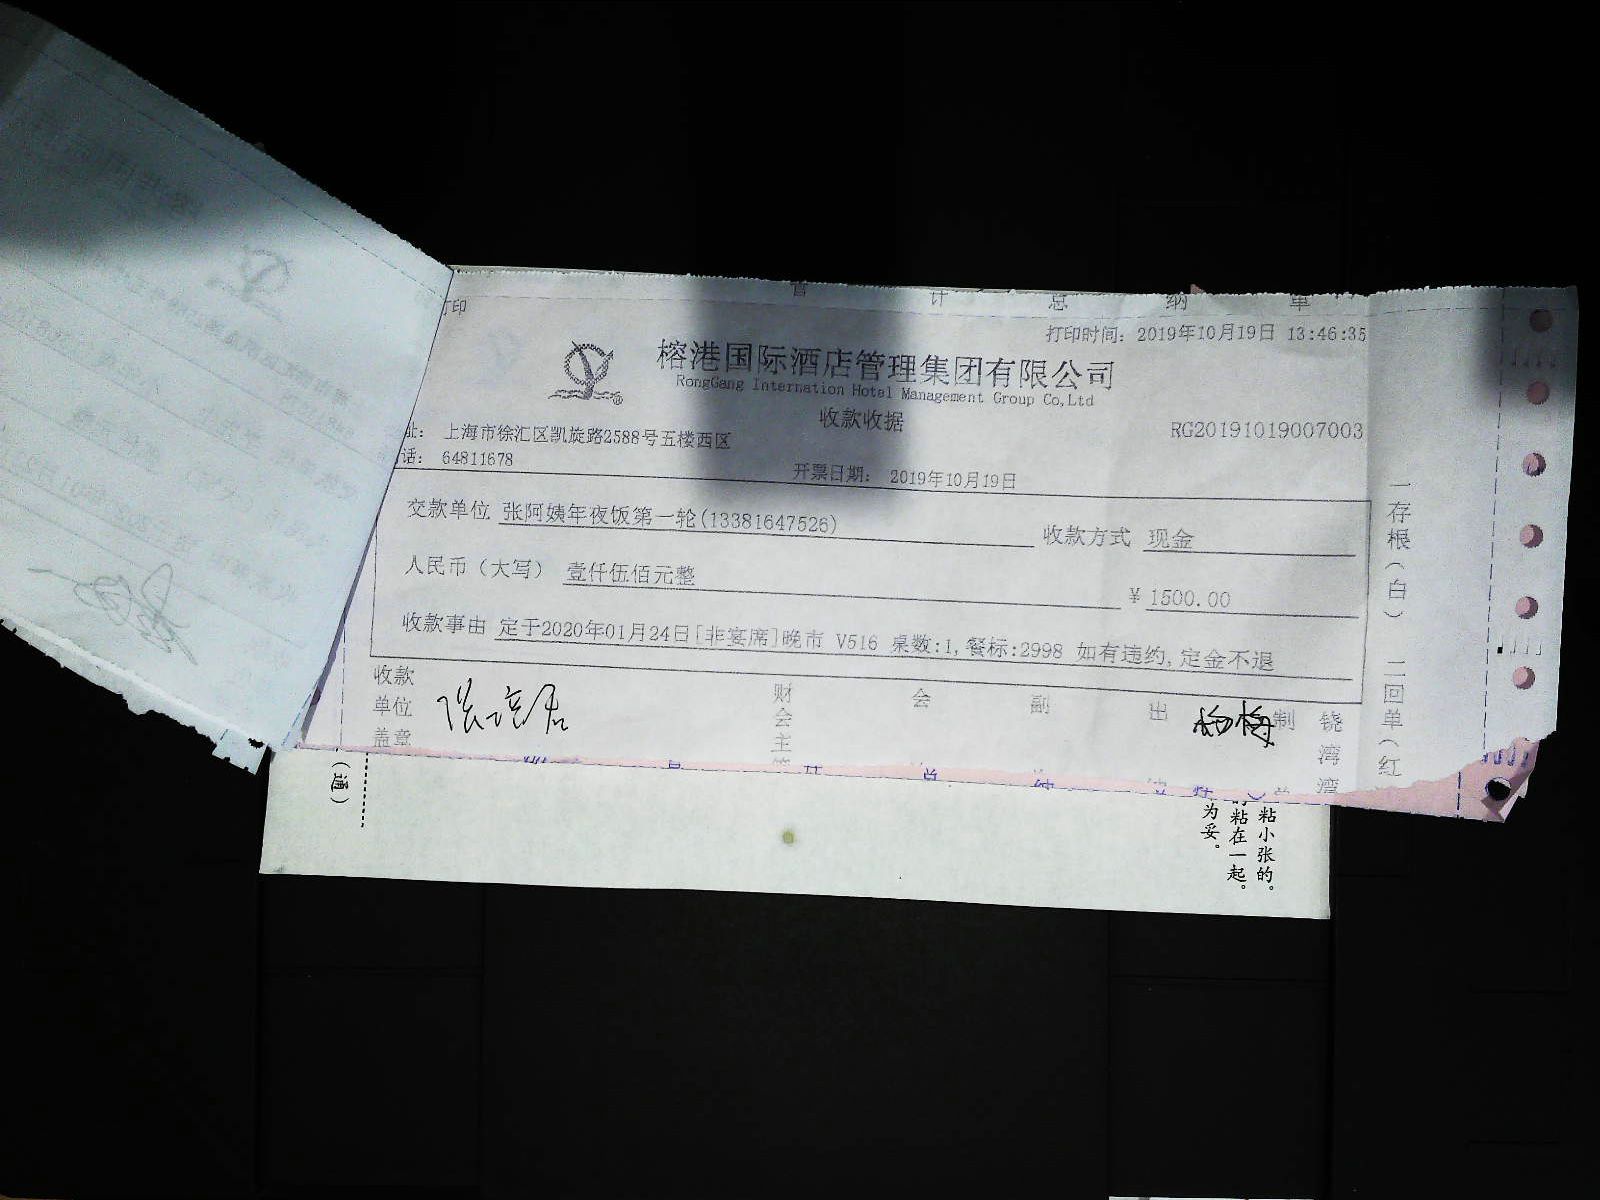 打印时间: 2019年10月19日 13:46:35
榕港国际酒店管理集团有限公司
RongGang Internation Hotel Management Group Co,Ltd
收款收据
址: 上海市徐汇区凯旋路2588号五楼西区
RG20191019007003
话: 64811678
开票日期: 2019年10月19日
交款单位 张阿姨年夜饭第一轮(13381647526)
收款方式 现金
人民币（大写） 壹仟伍佰元整
¥ 1500.00
收款事由 定于2020年01月24日[非宴席]晚市 V516 桌数:1,餐标:2998 如有违约,定金不退
收款单位盖章
财会主管
会
副
出
制
饶湾湾
一存根（白）
二回单（红
（通）
粘小张的。
粘在一起。
为妥。